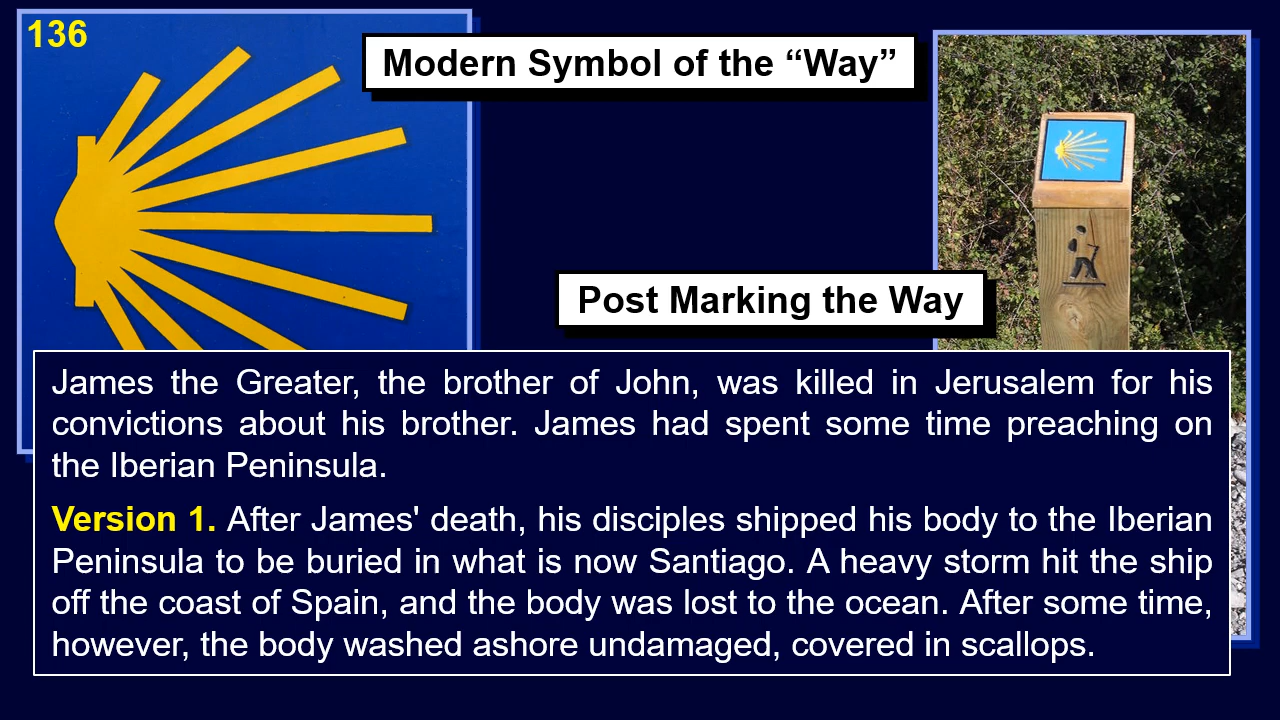 136
Modern Symbol of the “Way”
Post Marking the Way
James the Greater, the brother of John, was killed in Jerusalem for his
convictions about his brother. James had spent some time preaching on
the Iberian Peninsula.
Version 1. After James' death, his disciples shipped his body to the Iberian
Peninsula to be buried in what is now Santiago. A heavy storm hit the ship
off the coast of Spain, and the body was lost to the ocean. After some time,
however, the body washed ashore undamaged, covered in scallops.